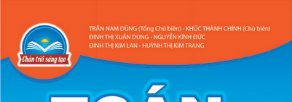 TRẦN NAM DŨNG (Tổng Chủ biên) - KHÚC THÀNH CHÍNH (Chủ biên)
ĐINH THỊ XUÂN DUNG - NGUYỄN KÍNH ĐỨC
ĐINH THỊ KIM LAN - HUỲNH THỊ KIM TRANG
Chân trời sáng tạo
TOÁN